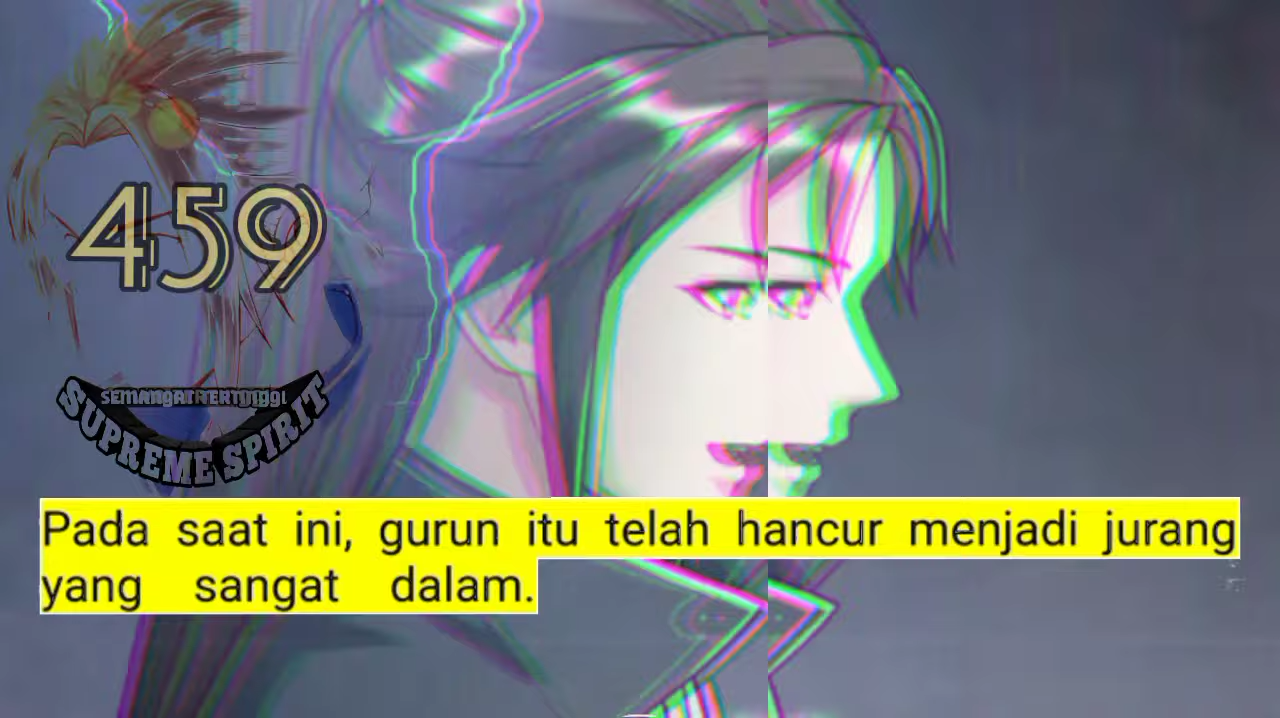 459
SEMANGAT TERTINGGI
SUPREME SPIRIT
Pada saat ini, gurun itu telah hancur menjadi jurang
yang sangat dalam.